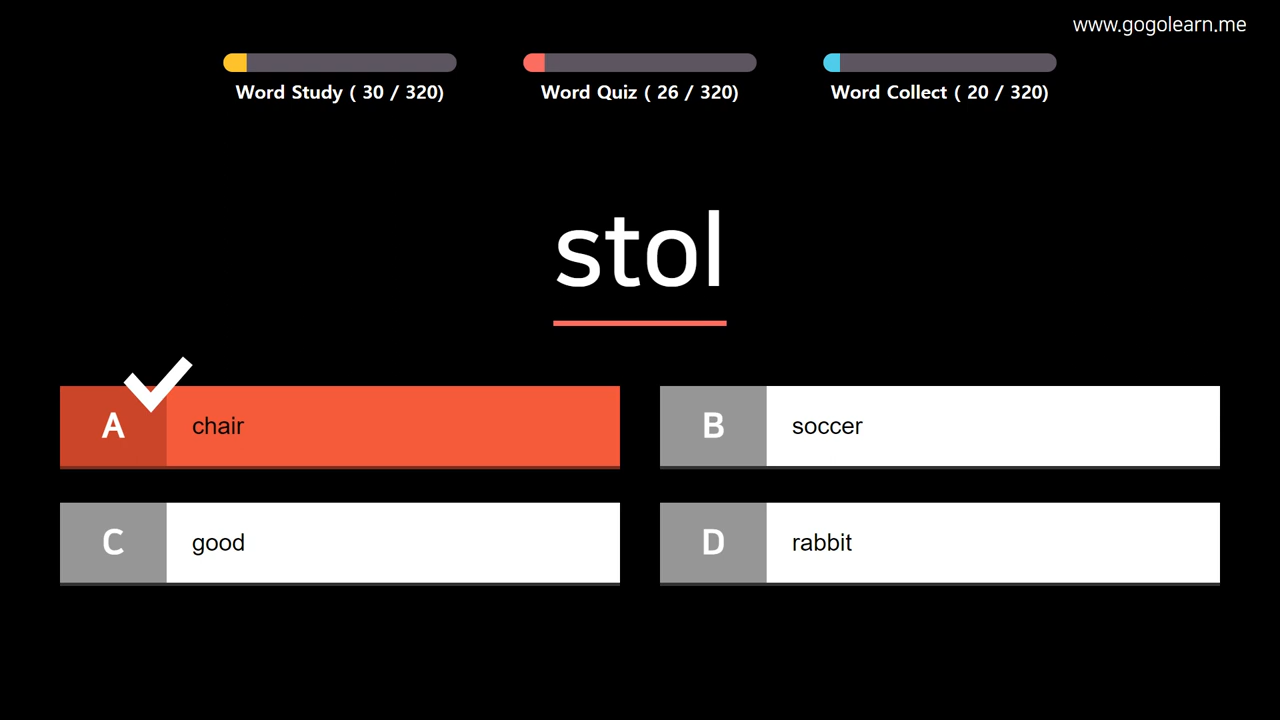 www.gogolearn.me
Word Study ( 30 / 320)
Word Quiz ( 26 / 320)
Word Collect ( 20 / 320)
stol
A chair
B soccer
C good
D rabbit